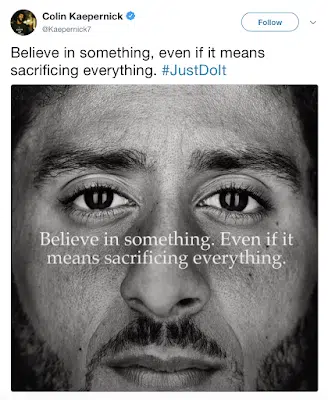 Colin Kaepernick
@Kaepernick7
Follow
Believe in something, even if it means
sacrificing everything. #JustDoIt
Believe in something. Even if it
means sacrificing everything.